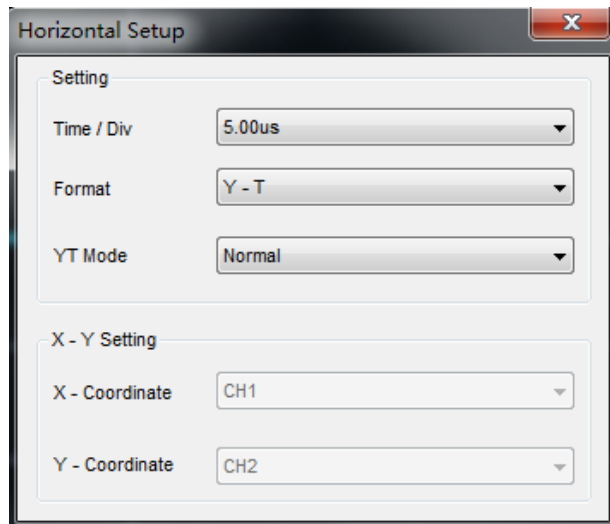 Horizontal Setup
Setting
Time / Div 5.00us
Format Y - T
YT Mode Normal
X - Y Setting
X - Coordinate CH1
Y - Coordinate CH2